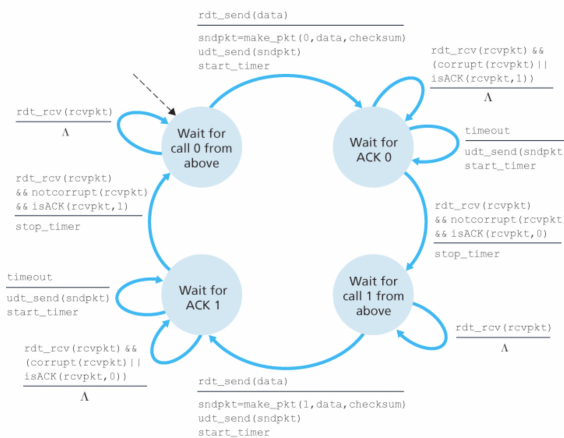 rdt_send(data)
sndpkt=make_pkt(0,data,checksum)
udt_send(sndpkt)
start_timer
rdt_rcv(rcvpkt) &&
(corrupt(rcvpkt)||
isACK(rcvpkt,1))
Λ
rdt_rcv(rcvpkt)
Λ
Wait for
call 0 from
above
Wait for
ACK 0
timeout
udt_send(sndpkt
start_timer
rdt_rcv(rcvpkt)
&& notcorrupt(rcvpkt)
&& isACK(rcvpkt,1)
stop_timer
rdt_rcv(rcvpkt)
&& notcorrupt(rcvpkt
&& isACK(rcvpkt,0)
stop_timer
timeout
udt_send(sndpkt)
start_timer
Wait for
ACK 1
Wait for
call 1 from
above
rdt_rcv(rcvpkt)
Λ
rdt_rcv(rcvpkt) &&
(corrupt(rcvpkt)||
isACK(rcvpkt,0))
Λ
rdt_send(data)
sndpkt=make_pkt(1,data,checksum)
udt_send(sndpkt)
start_timer